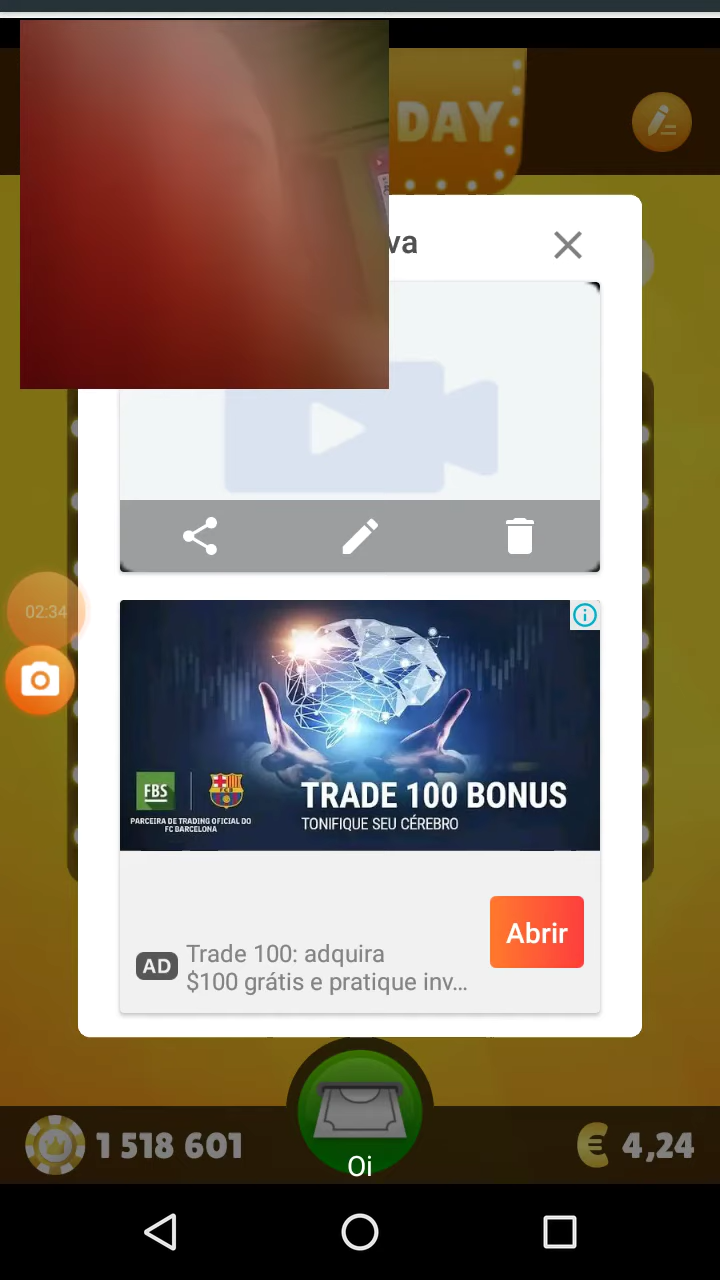 DAY
va
02:34
TRADE 100 BONUS
TONIFIQUE SEU CÉREBRO
FBS
PARCEIRA DE TRADING OFICIAL DO
FC BARCELONA
AD
Trade 100: adquira
$100 grátis e pratique inv...
Abrir
1 518 601
€ 4,24
Oi